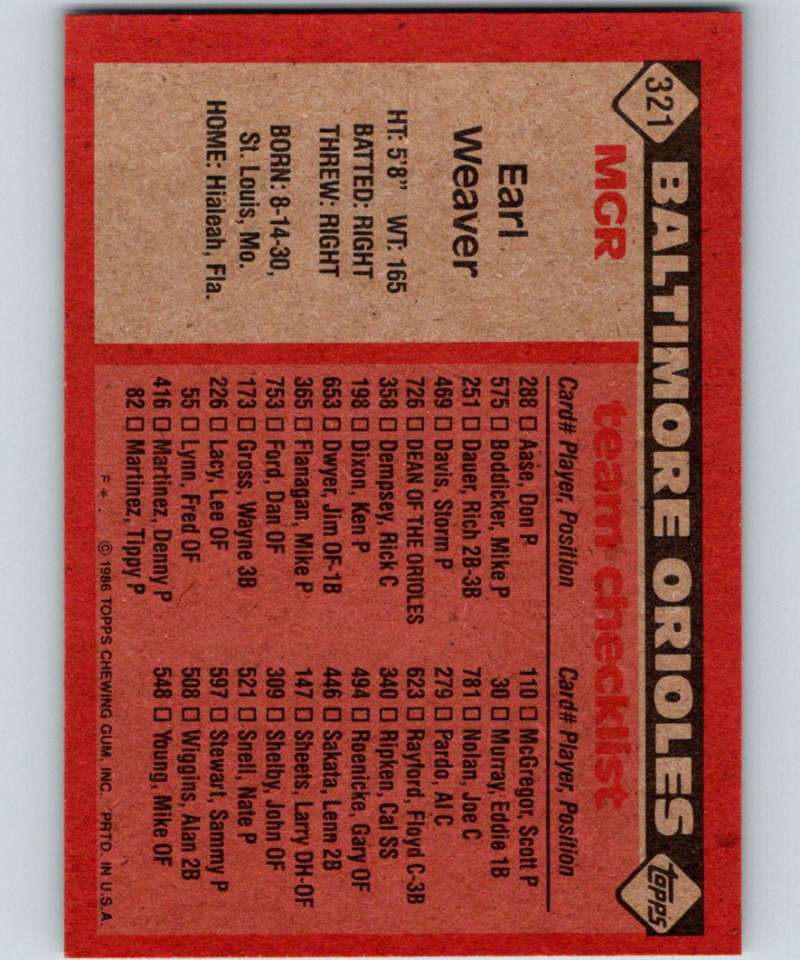 321
BALTIMORE ORIOLES
topps
MGR
Earl
Weaver
HT: 5'8" WT: 165
BATTED: RIGHT
THREW: RIGHT
BORN: 8-14-30,
St. Louis, Mo.
HOME: Hialeah, Fla.
team checklist
Card# Player, Position
288 □ Aase, Don P
575 □ Boddicker, Mike P
251 □ Dauer, Rich 2B-3B
469 □ Davis, Storm P
726 □ DEAN OF THE ORIOLES
358 □ Dempsey, Rick C
198 □ Dixon, Ken P
653 □ Dwyer, Jim OF-1B
365 □ Flanagan, Mike P
753 □ Ford, Dan OF
173 □ Gross, Wayne 3B
226 □ Lacy, Lee OF
55 □ Lynn, Fred OF
416 □ Martinez, Denny P
82 □ Martinez, Tippy P
Card# Player, Position
110 □ McGregor, Scott P
30 □ Murray, Eddie 1B
781 □ Nolan, Joe C
279 □ Pardo, Al C
623 □ Rayford, Floyd C-3B
340 □ Ripken, Cal SS
494 □ Roenicke, Gary OF
446 □ Sakata, Lenn 2B
147 □ Sheets, Larry DH-OF
309 □ Shelby, John OF
521 □ Snell, Nate P
597 □ Stewart, Sammy P
508 □ Wiggins, Alan 2B
548 □ Young, Mike OF
F*. © 1986 TOPPS CHEWING GUM, INC. PRTD. IN U.S.A.